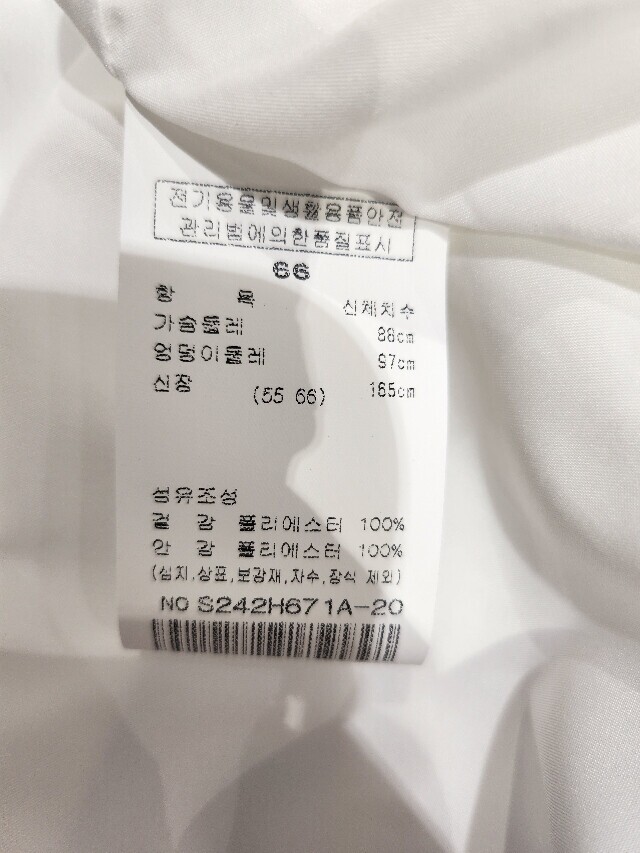 전기용품및생활용품안전
관리법에의한품질표시
66
항 목 신체치수
가슴둘레 88cm
엉덩이둘레 97cm
신장 (55 66) 165cm
섬유조성
겉 감 폴리에스터 100%
안 감 폴리에스터 100%
(심지,상표,보강재,자수,장식 제외)
NO S242H671A-20